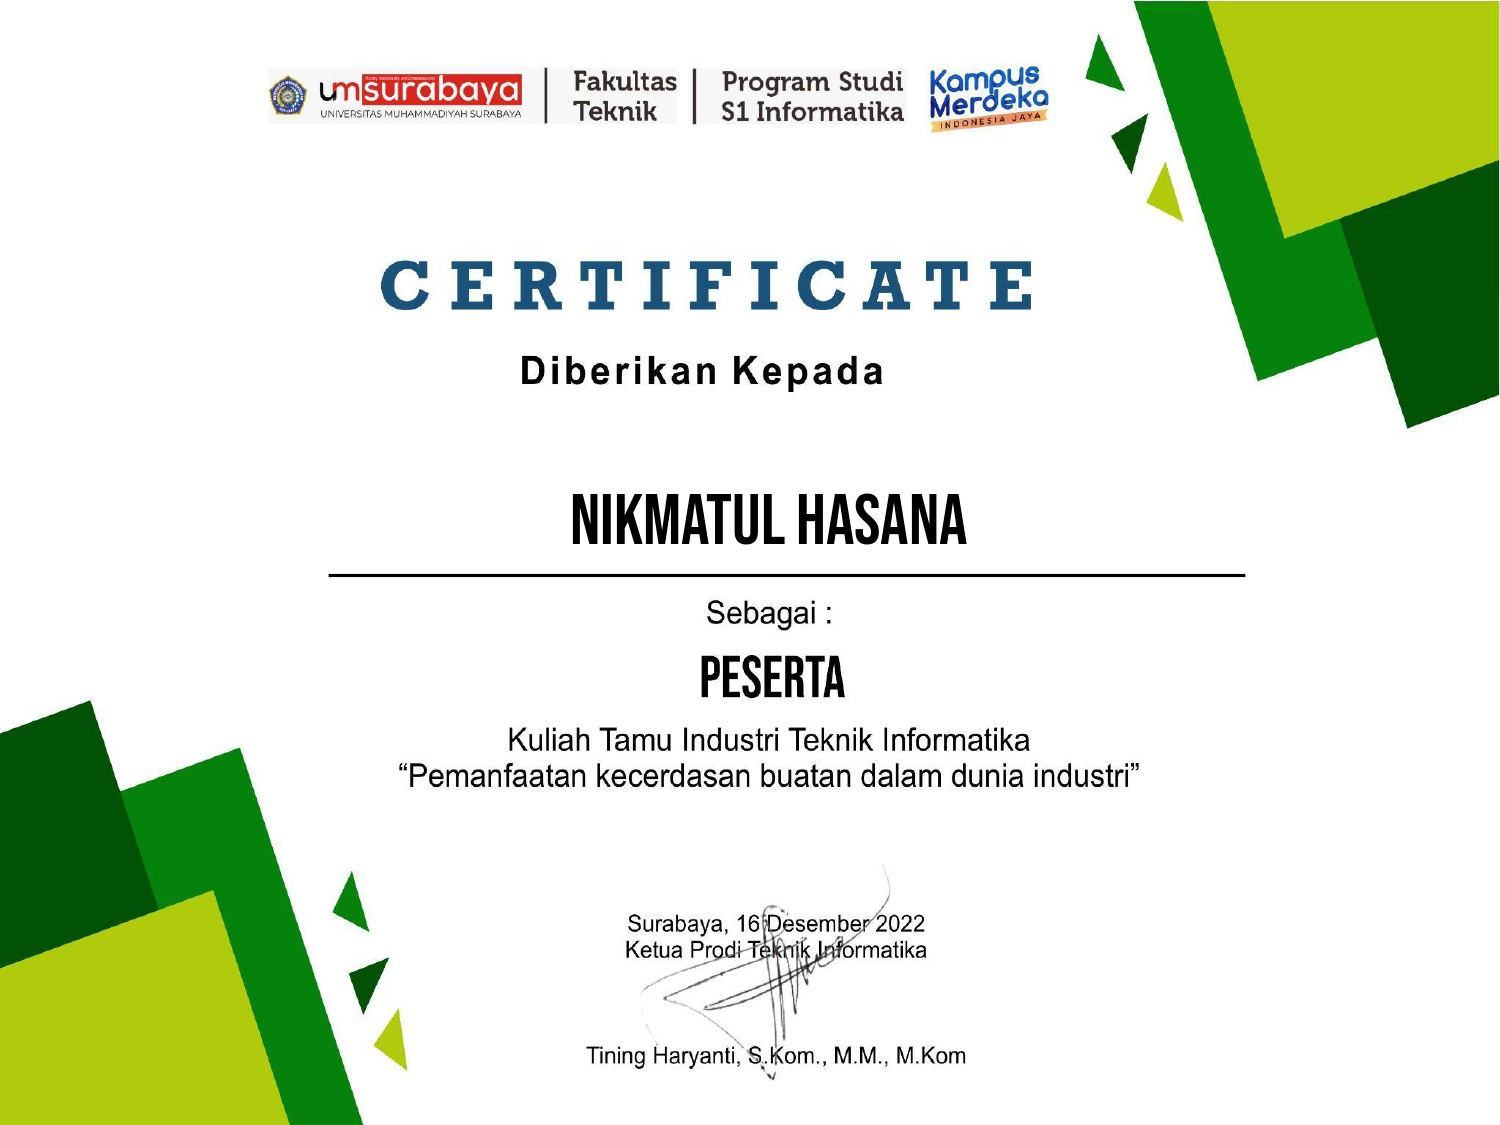 umsurabaya
UNIVERSITAS MUHAMMADIYAH SURABAYA
Fakultas
Teknik
Program Studi
S1 Informatika
Kampus
Merdeka
INDONESIA JAYA
CERTIFICATE
Diberikan Kepada
NIKMATUL HASANA
Sebagai :
PESERTA
Kuliah Tamu Industri Teknik Informatika
“Pemanfaatan kecerdasan buatan dalam dunia industri”
Surabaya, 16 Desember 2022
Ketua Prodi Teknik Informatika
Tining Haryanti, S.Kom., M.M., M.Kom